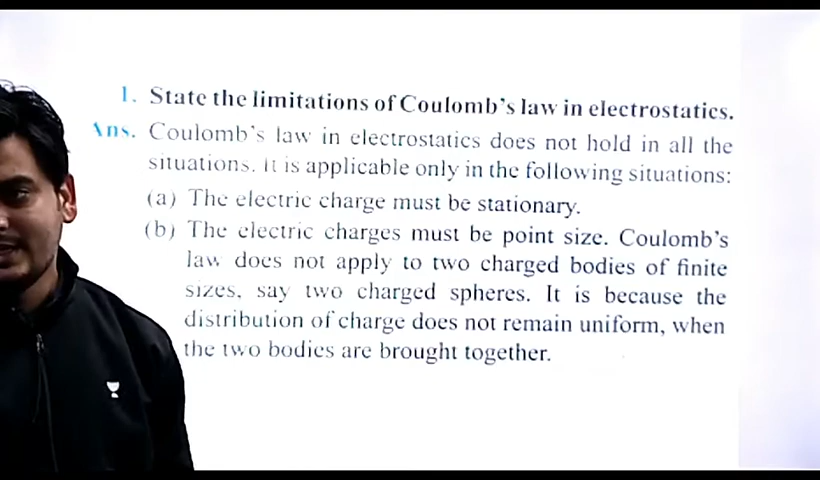 1. State the limitations of Coulomb's law in electrostatics.
Ans. Coulomb's law in electrostatics does not hold in all the
situations. It is applicable only in the following situations:
(a) The electric charge must be stationary.
(b) The electric charges must be point size. Coulomb's
law does not apply to two charged bodies of finite
sizes, say two charged spheres. It is because the
distribution of charge does not remain uniform, when
the two bodies are brought together.